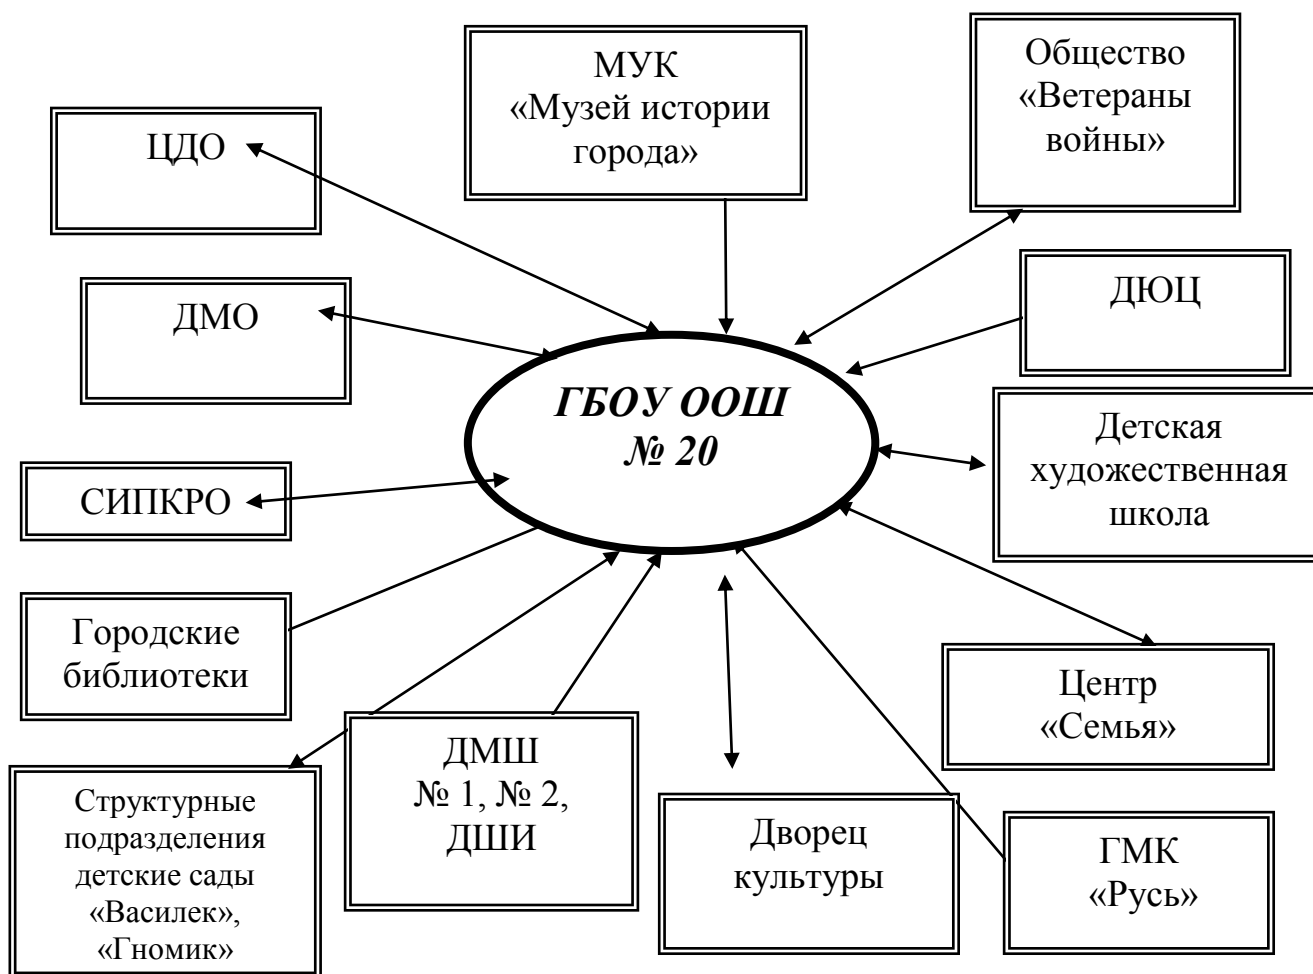 МУК
«Музей истории
города»
Общество
«Ветераны
войны»
ЦДО
ДМО
ДЮЦ
ГБОУ ООШ
№ 20
Детская
художественная
школа
СИПКРО
Городские
библиотеки
Центр
«Семья»
ДМШ
№ 1, № 2,
ДШИ
Структурные
подразделения
детские сады
«Василек»,
«Гномик»
Дворец
культуры
ГМК
«Русь»